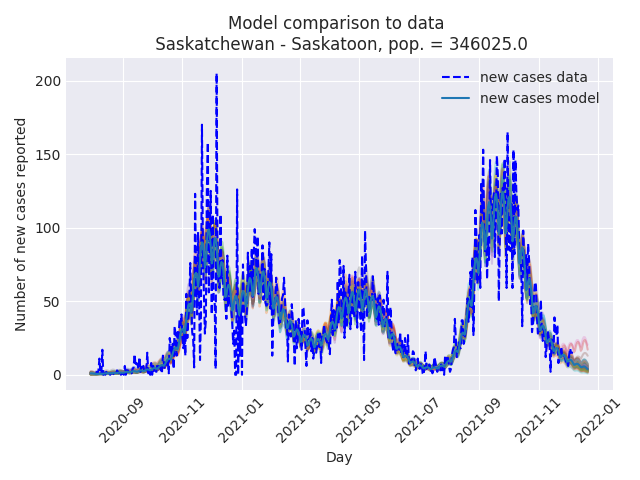 Model comparison to data
Saskatchewan - Saskatoon, pop. = 346025.0
new cases data
new cases model
Number of new cases reported
200
150
100
50
0
2020-09
2020-11
2021-01
2021-03
2021-05
2021-07
2021-09
2021-11
2022-01
Day